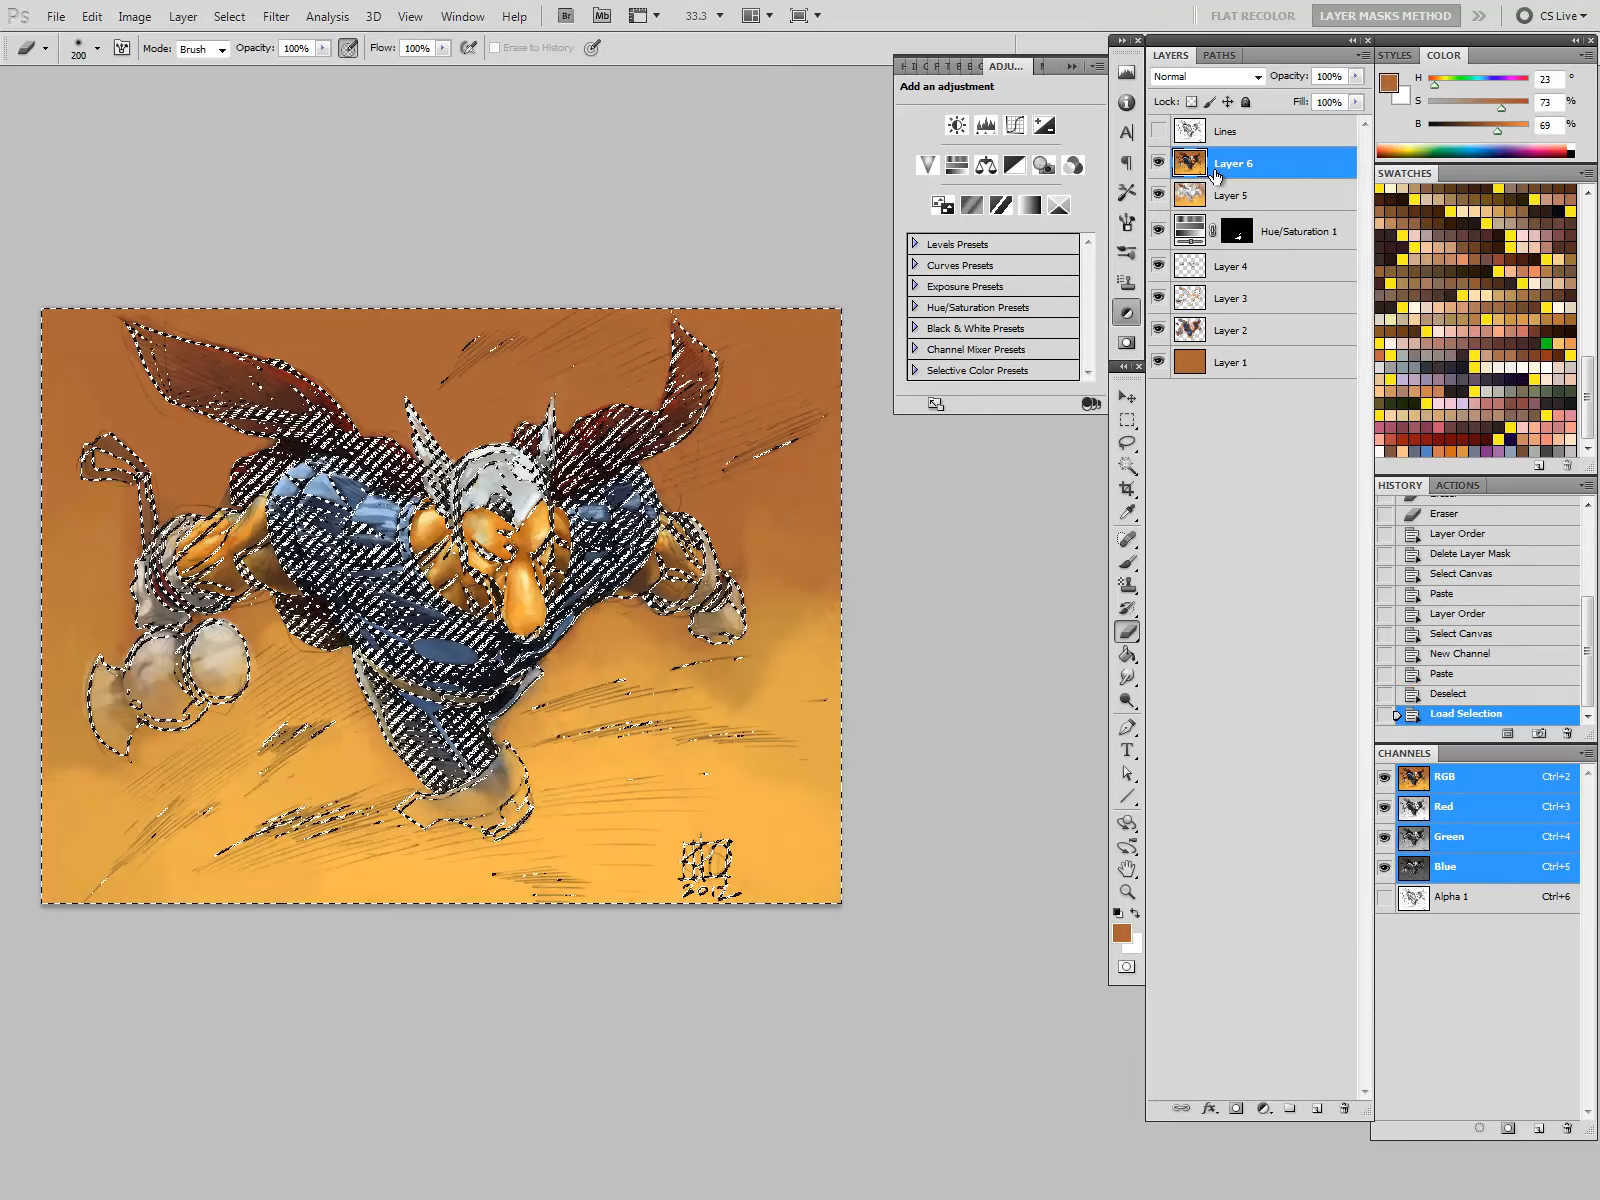 Ps File Edit Image Layer Select Filter Analysis 3D View Window Help Br Mb 33.3 FLAT RECOLOR LAYER MASKS METHOD CS Live
200 Mode: Brush Opacity: 100% Flow: 100% Erase to History
ADJU...
Add an adjustment
Levels Presets
Curves Presets
Exposure Presets
Hue/Saturation Presets
Black & White Presets
Channel Mixer Presets
Selective Color Presets
LAYERS PATHS
Normal Opacity: 100%
Lock: Fill: 100%
Lines
Layer 6
Layer 5
Hue/Saturation 1
Layer 4
Layer 3
Layer 2
Layer 1
STYLES COLOR
H 23 °
S 73 %
B 69 %
SWATCHES
HISTORY ACTIONS
Eraser
Layer Order
Delete Layer Mask
Select Canvas
Paste
Layer Order
Select Canvas
New Channel
Paste
Deselect
Load Selection
CHANNELS
RGB Ctrl+2
Red Ctrl+3
Green Ctrl+4
Blue Ctrl+5
Alpha 1 Ctrl+6
2012